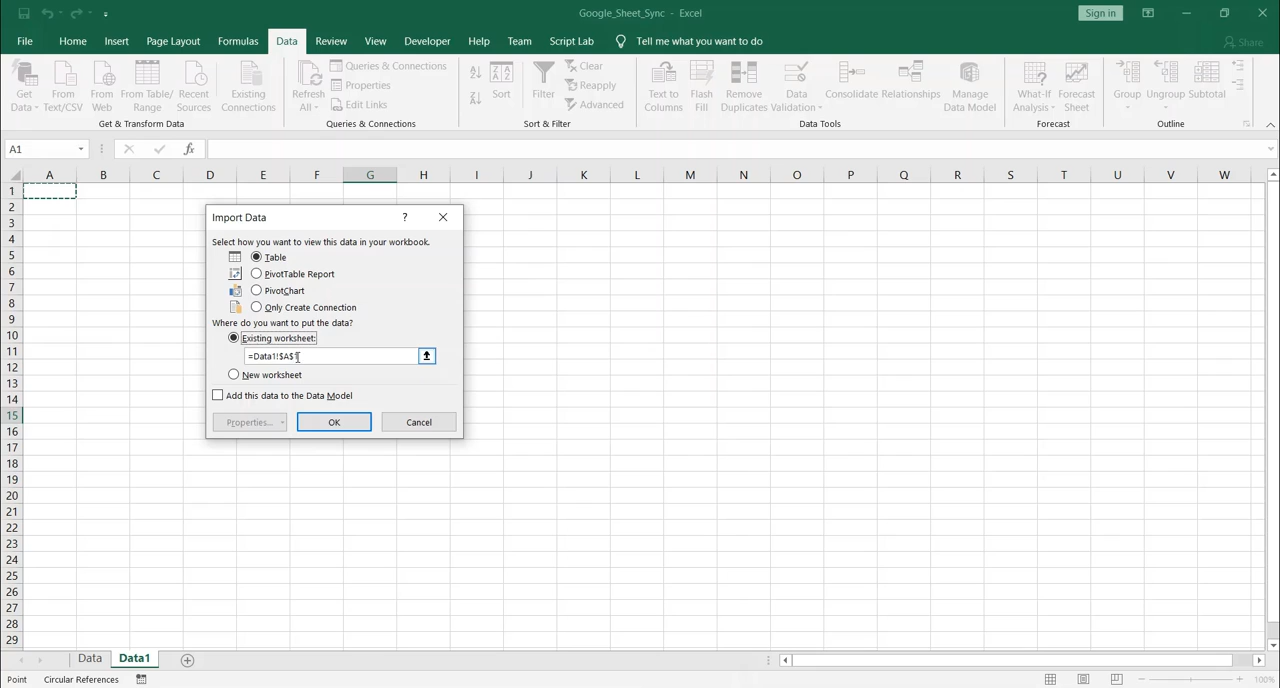 Google_Sheet_Sync - Excel
Sign in
File Home Insert Page Layout Formulas Data Review View Developer Help Team Script Lab Tell me what you want to do Share
Get Data From Text/CSV From Web From Table/ Range Recent Sources Existing Connections
Get & Transform Data
Refresh All Queries & Connections Properties Edit Links
Queries & Connections
Sort Filter Clear Reapply Advanced
Sort & Filter
Text to Columns Flash Fill Remove Duplicates Data Validation Consolidate Relationships Manage Data Model
Data Tools
What-If Analysis Forecast Sheet
Forecast
Group Ungroup Subtotal
Outline
A1 fx
A B C D E F G H I J K L M N O P Q R S T U V W
1
2
3
4
5
6
7
8
9
10
11
12
13
14
15
16
17
18
19
20
21
22
23
24
25
26
27
28
29
Import Data ?
Select how you want to view this data in your workbook.
Table
PivotTable Report
PivotChart
Only Create Connection
Where do you want to put the data?
Existing worksheet:
=Data1!$A$1
New worksheet
Add this data to the Data Model
Properties... OK Cancel
Data Data1
Point Circular References 100%